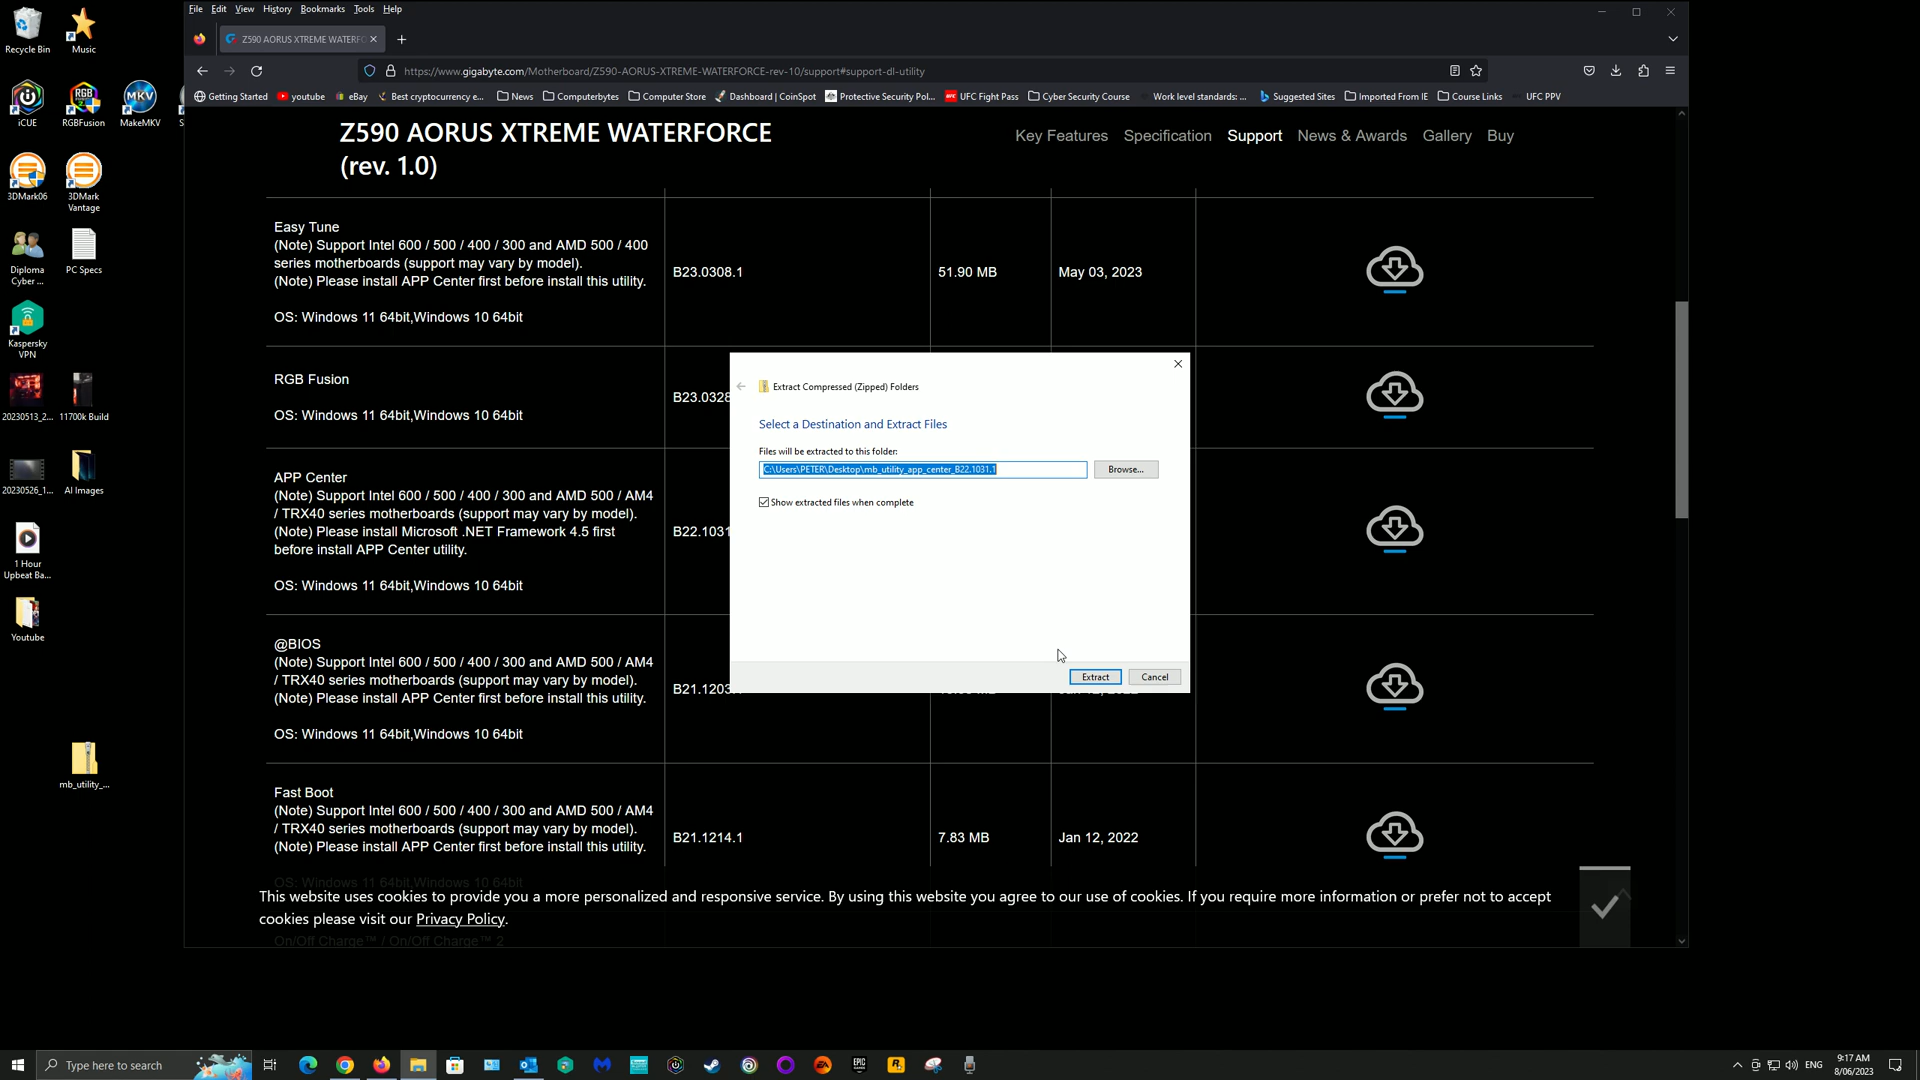 File Edit View History Bookmarks Tools Help
Z590 AORUS XTREME WATERFO
https://www.gigabyte.com/Motherboard/Z590-AORUS-XTREME-WATERFORCE-rev-10/support#support-dl-utility
Getting Started youtube eBay Best cryptocurrency e... News Computerbytes Computer Store Dashboard | CoinSpot Protective Security Pol... UFC Fight Pass Cyber Security Course Work level standards: ... Suggested Sites Imported From IE Course Links UFC PPV
Recycle Bin Music
iCUE RGBFusion MakeMKV
3DMark06 3DMark
Vantage
Diploma
Cyber ... PC Specs
Kaspersky
VPN
20230513_2... 11700k Build
20230526_1... AI Images
1 Hour
Upbeat Ba...
Youtube
mb_utility_...
Z590 AORUS XTREME WATERFORCE
(rev. 1.0)
Key Features Specification Support News & Awards Gallery Buy
Easy Tune
(Note) Support Intel 600 / 500 / 400 / 300 and AMD 500 / 400
series motherboards (support may vary by model).
(Note) Please install APP Center first before install this utility.
OS: Windows 11 64bit,Windows 10 64bit
B23.0308.1 51.90 MB May 03, 2023
RGB Fusion
OS: Windows 11 64bit,Windows 10 64bit
B23.0328
APP Center
(Note) Support Intel 600 / 500 / 400 / 300 and AMD 500 / AM4
/ TRX40 series motherboards (support may vary by model).
(Note) Please install Microsoft .NET Framework 4.5 first
before install APP Center utility.
OS: Windows 11 64bit,Windows 10 64bit
B22.1031
Extract Compressed (Zipped) Folders
Select a Destination and Extract Files
Files will be extracted to this folder:
C:\Users\PETER\Desktop\mb_utility_app_center_B22.1031.1
Browse...
Show extracted files when complete
Extract Cancel
@BIOS
(Note) Support Intel 600 / 500 / 400 / 300 and AMD 500 / AM4
/ TRX40 series motherboards (support may vary by model).
(Note) Please install APP Center first before install this utility.
OS: Windows 11 64bit,Windows 10 64bit
B21.1203
Fast Boot
(Note) Support Intel 600 / 500 / 400 / 300 and AMD 500 / AM4
/ TRX40 series motherboards (support may vary by model).
(Note) Please install APP Center first before install this utility.
OS: Windows 11 64bit,Windows 10 64bit
B21.1214.1 7.83 MB Jan 12, 2022
This website uses cookies to provide you a more personalized and responsive service. By using this website you agree to our use of cookies. If you require more information or prefer not to accept
cookies please visit our Privacy Policy.
On/Off Charge™ / On/Off Charge™ 2
Type here to search
ENG
9:17 AM
8/06/2023